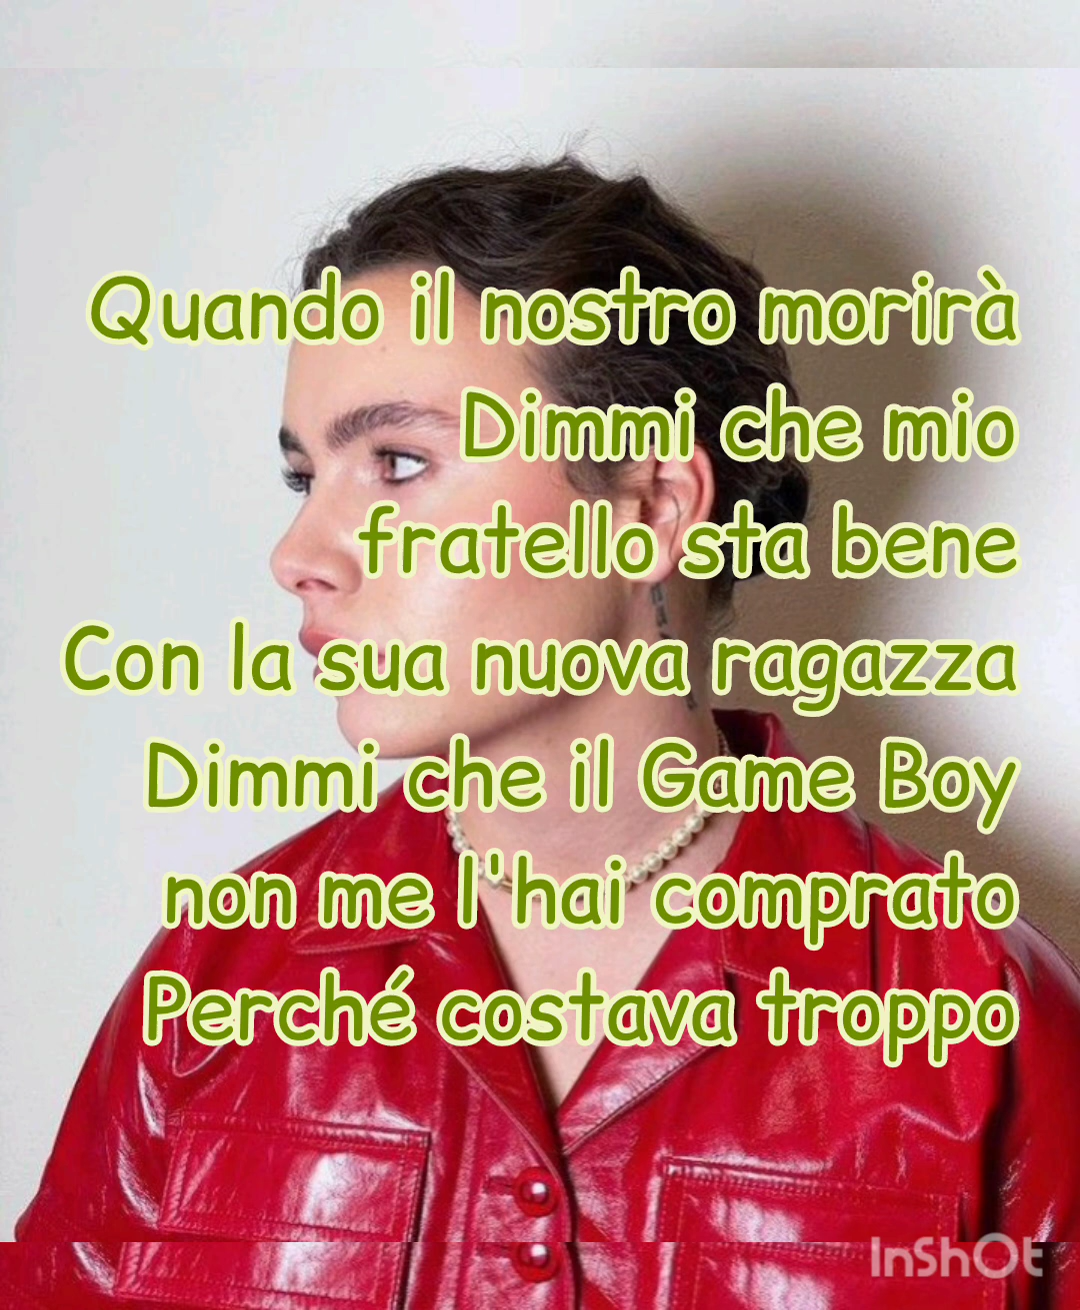 Quando il nostro morirà
Dimmi che mio
fratello sta bene
Con la sua nuova ragazza
Dimmi che il Game Boy
non me l'hai comprato
Perché costava troppo
InShOt